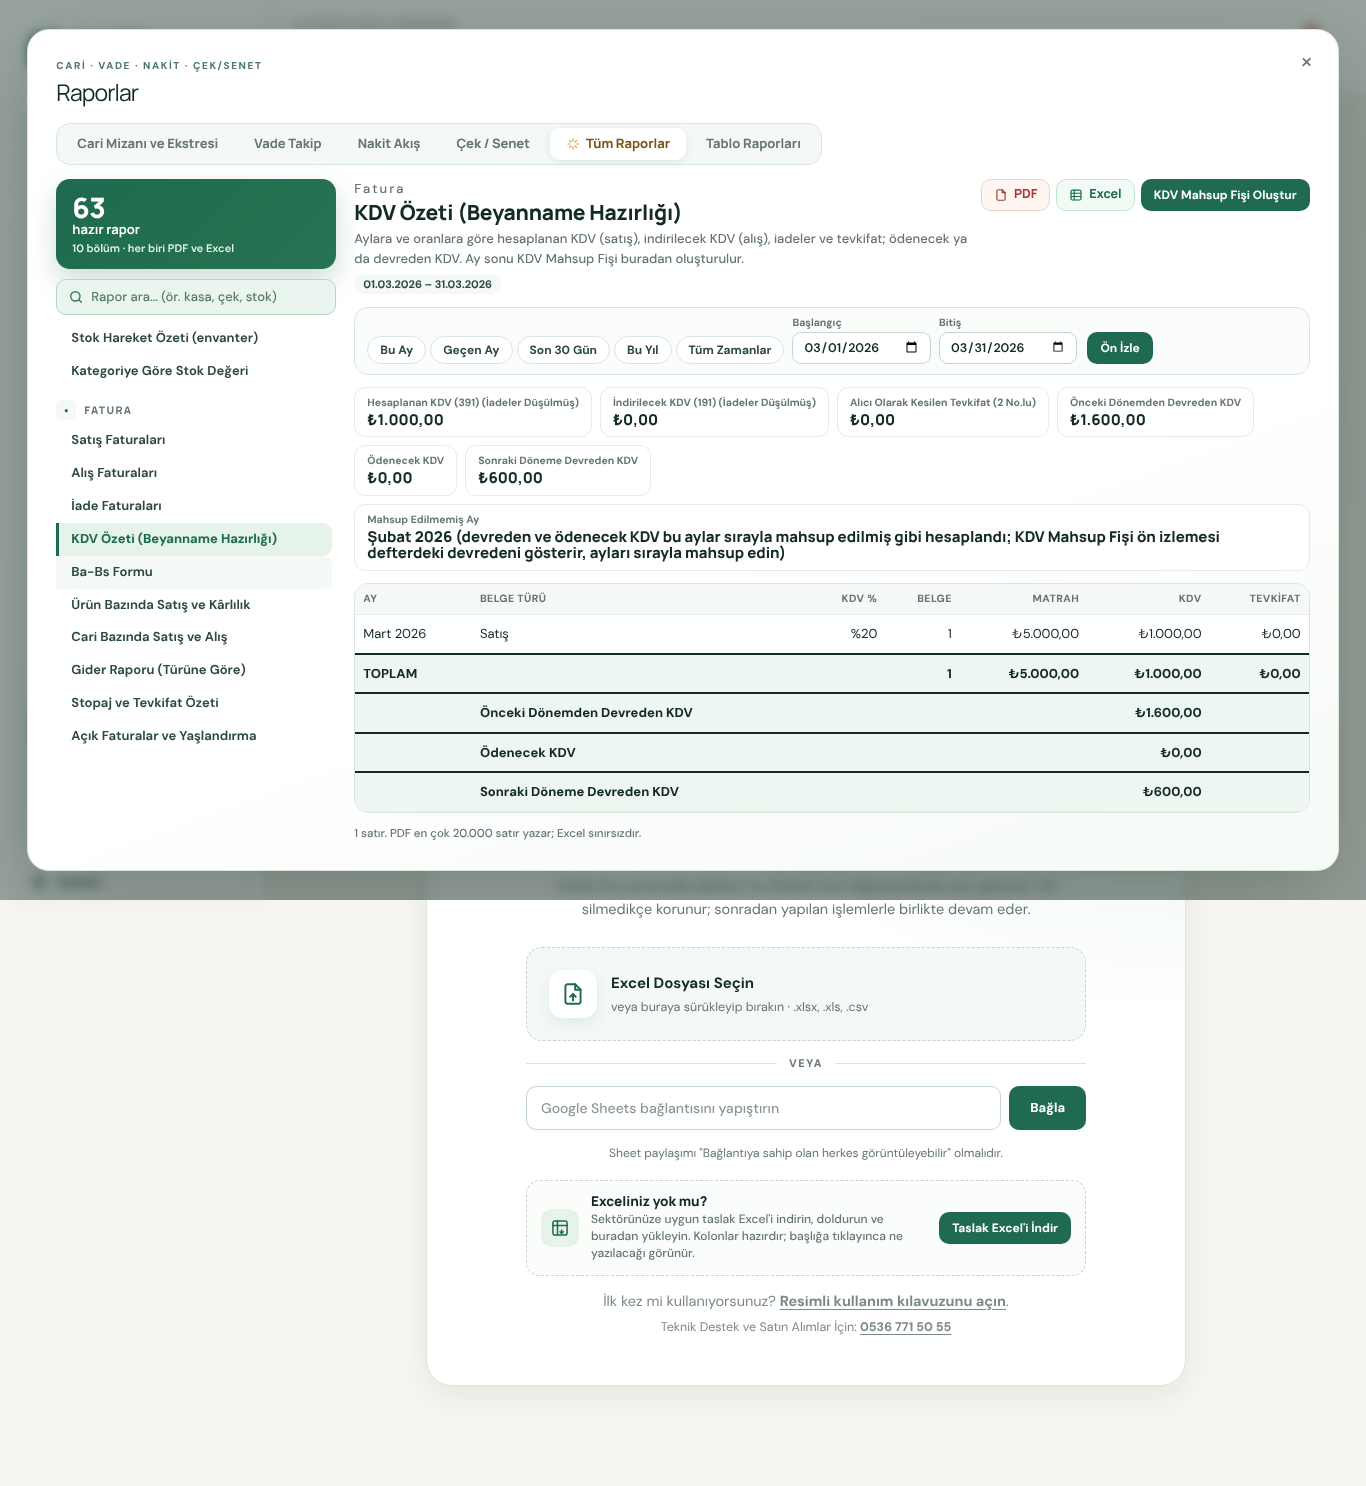 CARİ · VADE · NAKİT · ÇEK/SENET
Raporlar
×
Cari Mizanı ve Ekstresi
Vade Takip
Nakit Akış
Çek / Senet
Tüm Raporlar
Tablo Raporları
63
hazır rapor
10 bölüm · her biri PDF ve Excel
Rapor ara... (ör. kasa, çek, stok)
Stok Hareket Özeti (envanter)
Kategoriye Göre Stok Değeri
FATURA
Satış Faturaları
Alış Faturaları
İade Faturaları
KDV Özeti (Beyanname Hazırlığı)
Ba-Bs Formu
Ürün Bazında Satış ve Kârlılık
Cari Bazında Satış ve Alış
Gider Raporu (Türüne Göre)
Stopaj ve Tevkifat Özeti
Açık Faturalar ve Yaşlandırma
Fatura
KDV Özeti (Beyanname Hazırlığı)
Aylara ve oranlara göre hesaplanan KDV (satış), indirilecek KDV (alış), iadeler ve tevkifat; ödenecek ya
da devreden KDV. Ay sonu KDV Mahsup Fişi buradan oluşturulur.
01.03.2026 – 31.03.2026
PDF
Excel
KDV Mahsup Fişi Oluştur
Bu Ay
Geçen Ay
Son 30 Gün
Bu Yıl
Tüm Zamanlar
Başlangıç
03/01/2026
Bitiş
03/31/2026
Ön İzle
Hesaplanan KDV (391) (İadeler Düşülmüş)
₺1.000,00
İndirilecek KDV (191) (İadeler Düşülmüş)
₺0,00
Alıcı Olarak Kesilen Tevkifat (2 No.lu)
₺0,00
Önceki Dönemden Devreden KDV
₺1.600,00
Ödenecek KDV
₺0,00
Sonraki Döneme Devreden KDV
₺600,00
Mahsup Edilmemiş Ay
Şubat 2026 (devreden ve ödenecek KDV bu aylar sırayla mahsup edilmiş gibi hesaplandı; KDV Mahsup Fişi ön izlemesi
defterdeki devredeni gösterir, ayları sırayla mahsup edin)
AY BELGE TÜRÜ KDV % BELGE MATRAH KDV TEVKİFAT
Mart 2026 Satış %20 1 ₺5.000,00 ₺1.000,00 ₺0,00
TOPLAM 1 ₺5.000,00 ₺1.000,00 ₺0,00
Önceki Dönemden Devreden KDV ₺1.600,00
Ödenecek KDV ₺0,00
Sonraki Döneme Devreden KDV ₺600,00
1 satır. PDF en çok 20.000 satır yazar; Excel sınırsızdır.
silmedikçe korunur; sonradan yapılan işlemlerle birlikte devam eder.
Excel Dosyası Seçin
veya buraya sürükleyip bırakın · .xlsx, .xls, .csv
VEYA
Google Sheets bağlantısını yapıştırın
Bağla
Sheet paylaşımı "Bağlantıya sahip olan herkes görüntüleyebilir" olmalıdır.
Exceliniz yok mu?
Sektörünüze uygun taslak Excel'i indirin, doldurun ve
buradan yükleyin. Kolonlar hazırdır; başlığa tıklayınca ne
yazılacağı görünür.
Taslak Excel'i İndir
İlk kez mi kullanıyorsunuz? Resimli kullanım kılavuzunu açın.
Teknik Destek ve Satın Alımlar İçin: 0536 771 50 55